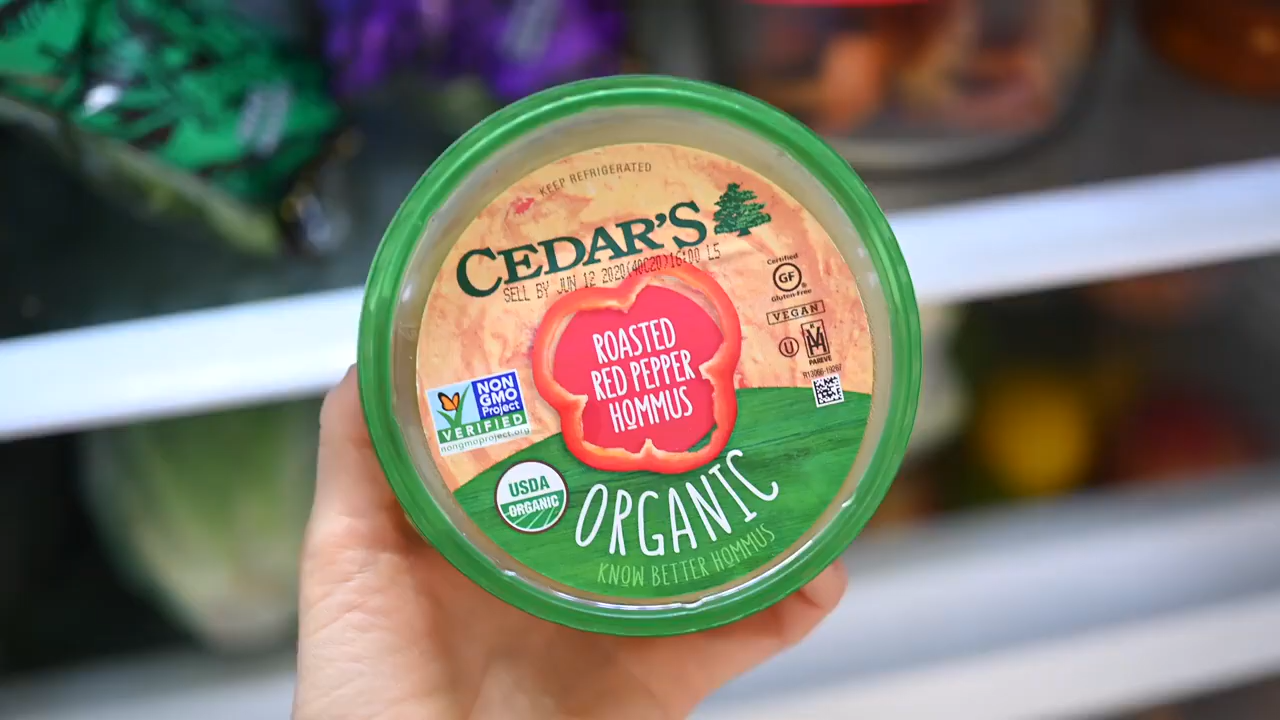 KEEP REFRIGERATED
CEDAR'S
SELL BY JUN 12 2020(40C20)16:00 L5
Certified
GF
Gluten-Free
VEGAN
U
PAREVE
ROASTED
RED PEPPER
HOMMUS
NON
GMO
Project
VERIFIED
nongmoproject.org
USDA
ORGANIC
ORGANIC
KNOW BETTER HOMMUS